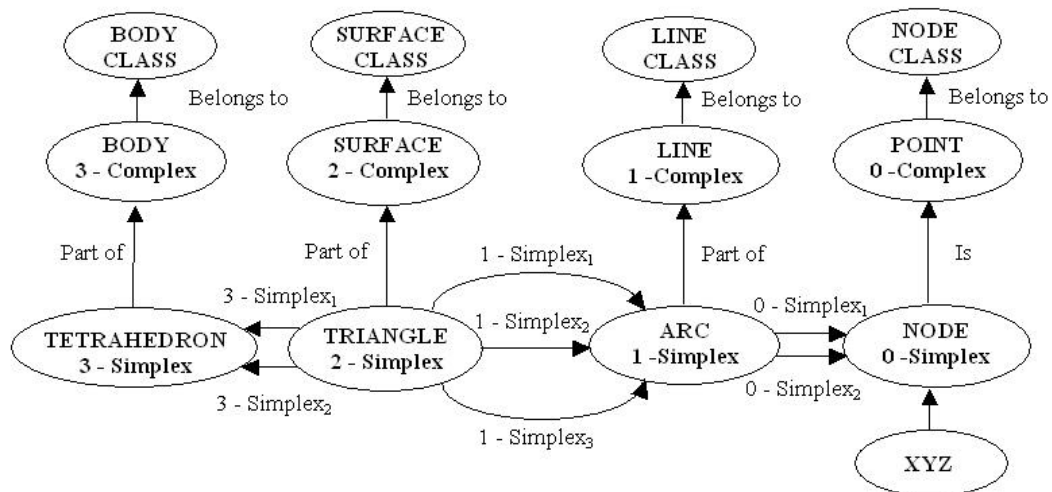 BODY
CLASS
SURFACE
CLASS
LINE
CLASS
NODE
CLASS
Belongs to
Belongs to
Belongs to
Belongs to
BODY
3 - Complex
SURFACE
2 - Complex
LINE
1 -Complex
POINT
0 -Complex
Part of
Part of
Part of
Is
3 - Simplex₁
1 - Simplex₁
1 - Simplex₂
0 - Simplex₁
TETRAHEDRON
3 - Simplex
TRIANGLE
2 - Simplex
ARC
1 -Simplex
NODE
0 -Simplex
3 - Simplex₂
1 - Simplex₃
0 - Simplex₂
XYZ